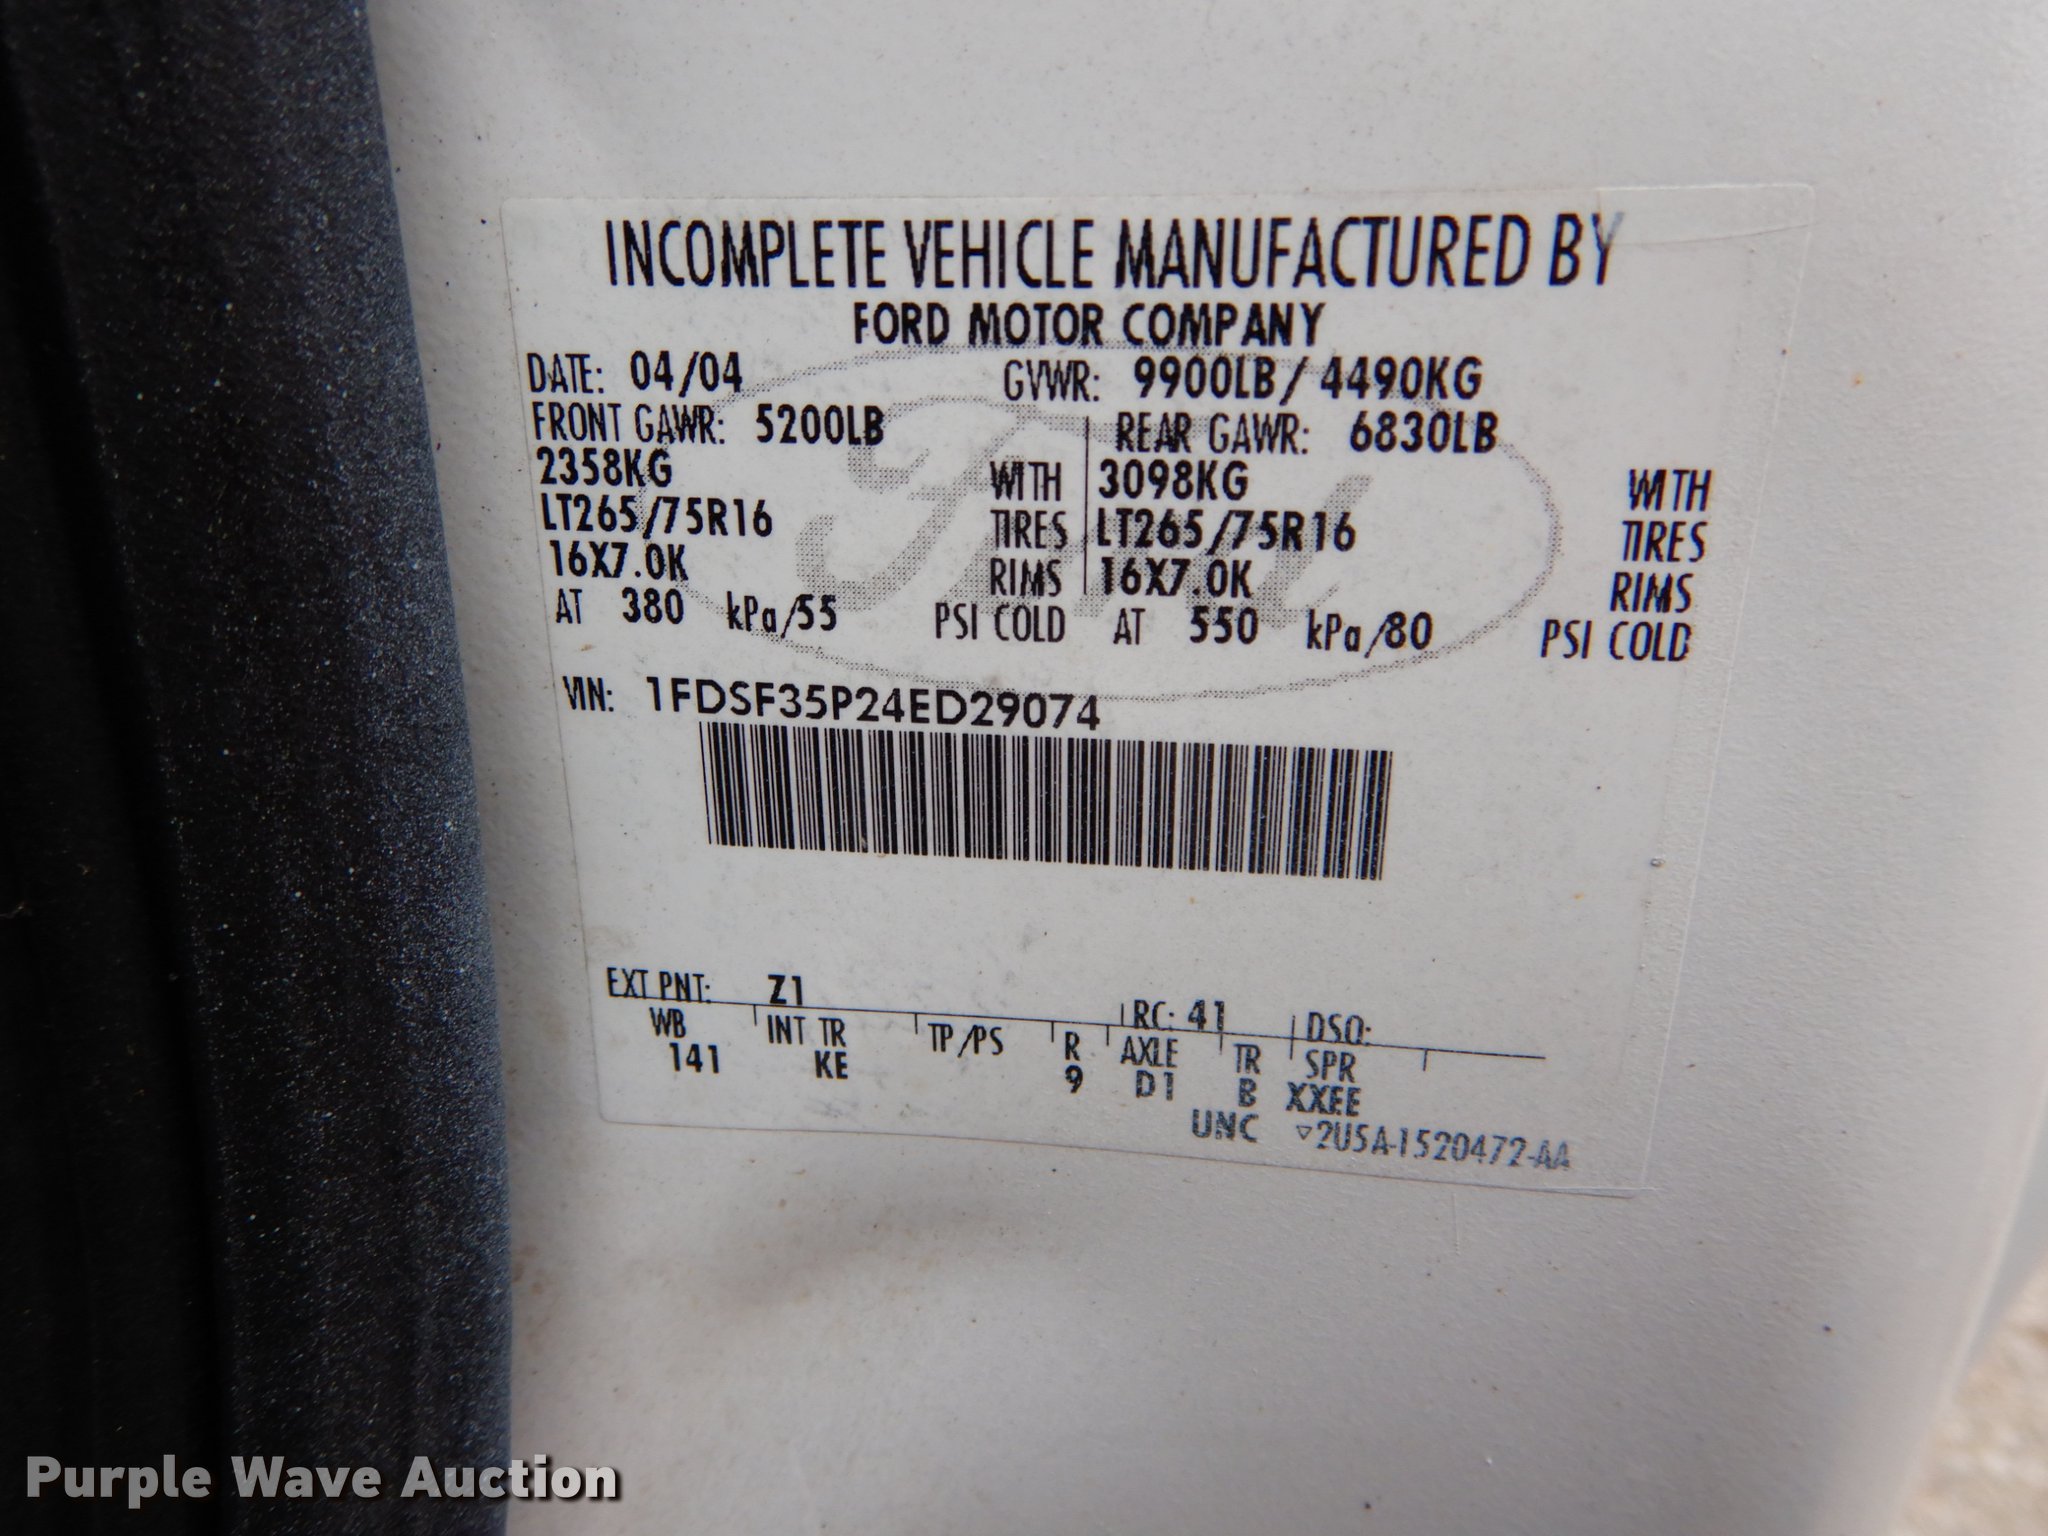 INCOMPLETE VEHICLE MANUFACTURED BY
FORD MOTOR COMPANY
DATE: 04/04 GVWR: 9900LB/4490KG
FRONT GAWR: 5200LB REAR GAWR: 6830LB
2358KG WITH 3098KG WITH
LT265/75R16 TIRES LT265/75R16 TIRES
16X7.0K RIMS 16X7.0K RIMS
AT 380 kPa/55 PSI COLD AT 550 kPa/80 PSI COLD
VIN: 1FDSF35P24ED29074
EXT PNT: Z1 RC: 41 DSO:
WB INT TR TP/PS R AXLE TR SPR
141 KE 9 D1 B XXEE
UNC ▽2U5A-1520472-AA
Purple Wave Auction